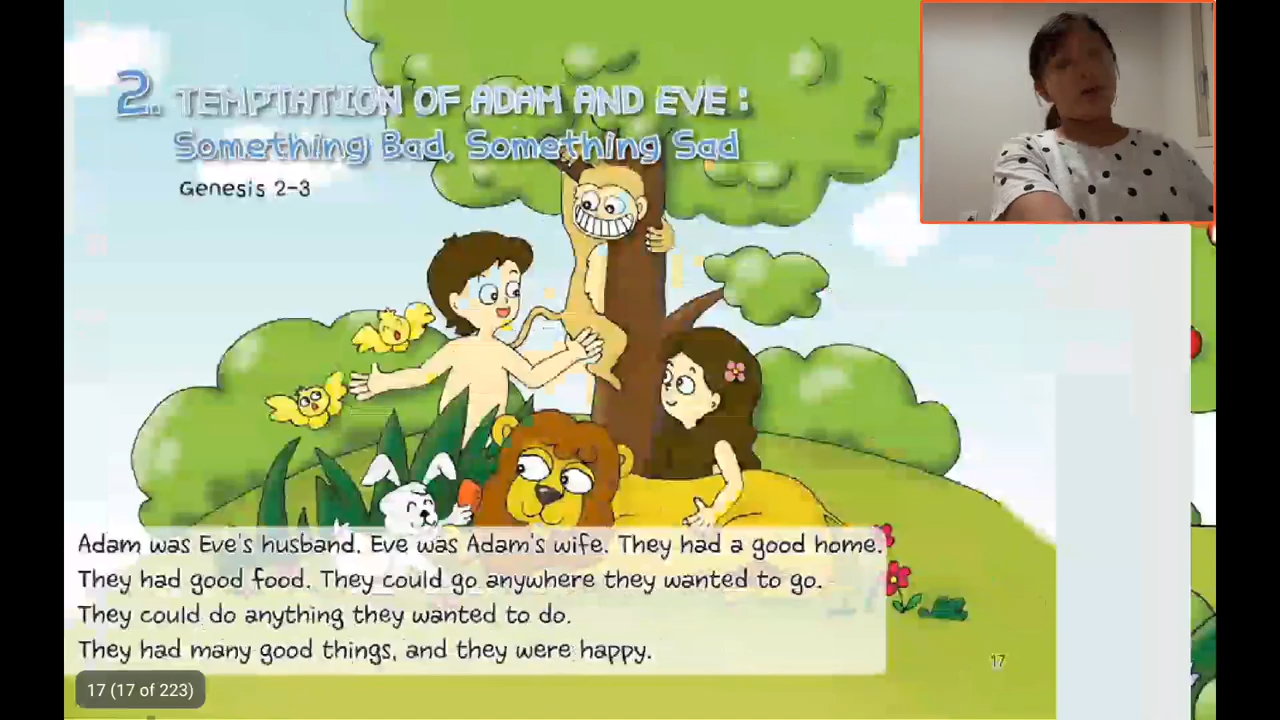 2. TEMPTATION OF ADAM AND EVE :
Something Bad, Something Sad
Genesis 2-3
Adam was Eve's husband. Eve was Adam's wife. They had a good home.
They had good food. They could go anywhere they wanted to go.
They could do anything they wanted to do.
They had many good things, and they were happy.
17
17 (17 of 223)